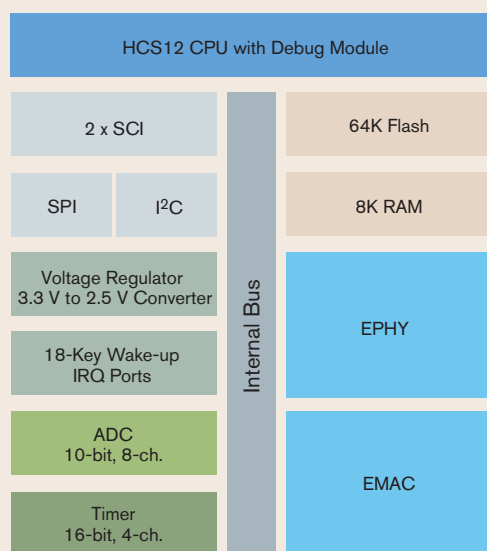 HCS12 CPU with Debug Module
2 x SCI
SPI
I²C
Voltage Regulator
3.3 V to 2.5 V Converter
18-Key Wake-up
IRQ Ports
ADC
10-bit, 8-ch.
Timer
16-bit, 4-ch.
Internal Bus
64K Flash
8K RAM
EPHY
EMAC